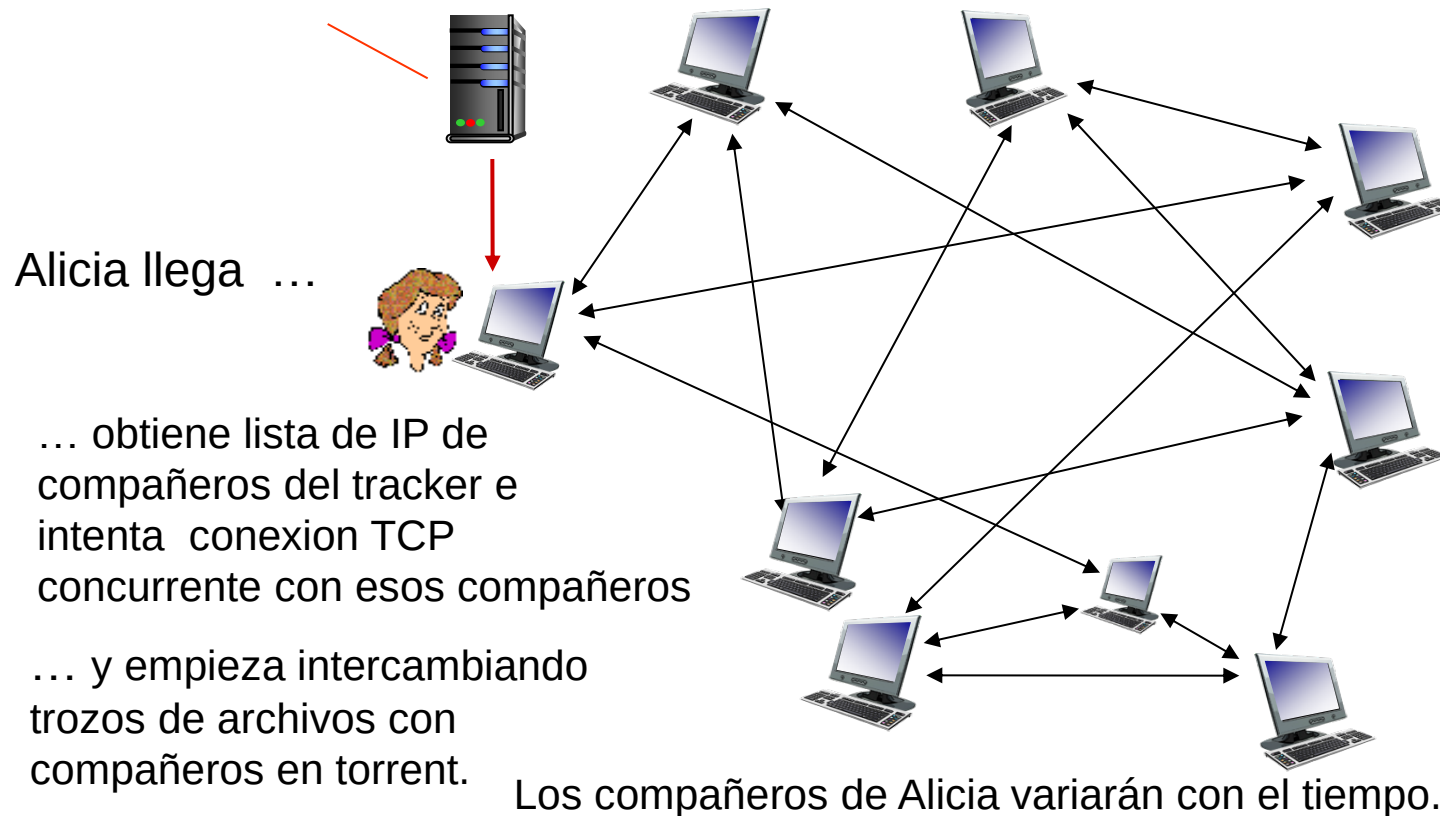 Alicia llega …
… obtiene lista de IP de
compañeros del tracker e
intenta conexion TCP
concurrente con esos compañeros
… y empieza intercambiando
trozos de archivos con
compañeros en torrent.
Los compañeros de Alicia variarán con el tiempo.